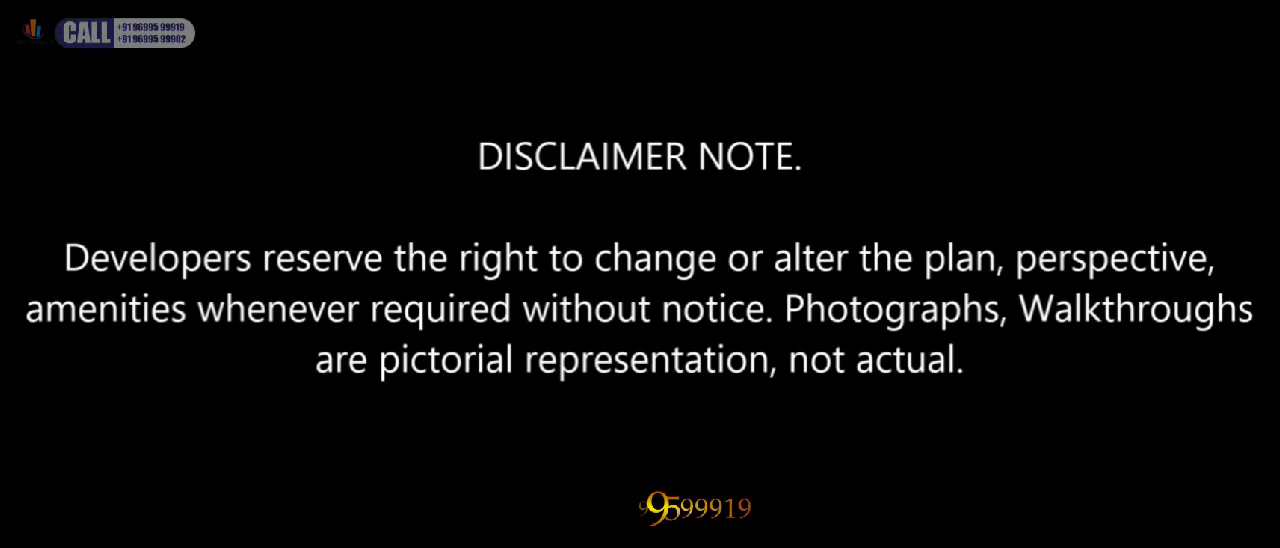 CALL
+91 96995 99919
+91 96995 99902
DISCLAIMER NOTE.
Developers reserve the right to change or alter the plan, perspective,
amenities whenever required without notice. Photographs, Walkthroughs
are pictorial representation, not actual.
9599919